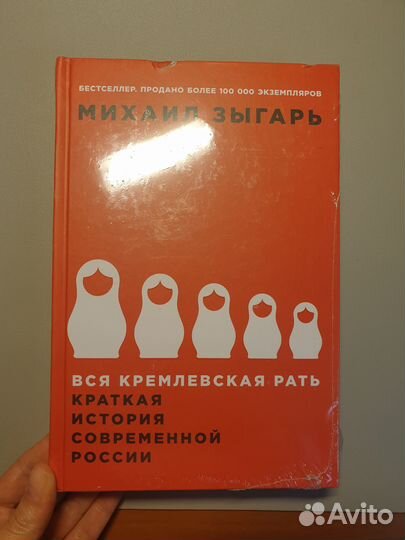 БЕСТСЕЛЛЕР. ПРОДАНО БОЛЕЕ 100 000 ЭКЗЕМПЛЯРОВ
МИХАИЛ ЗЫГАРЬ
ВСЯ КРЕМЛЕВСКАЯ РАТЬ
КРАТКАЯ
ИСТОРИЯ
СОВРЕМЕННОЙ
РОССИИ
Avito